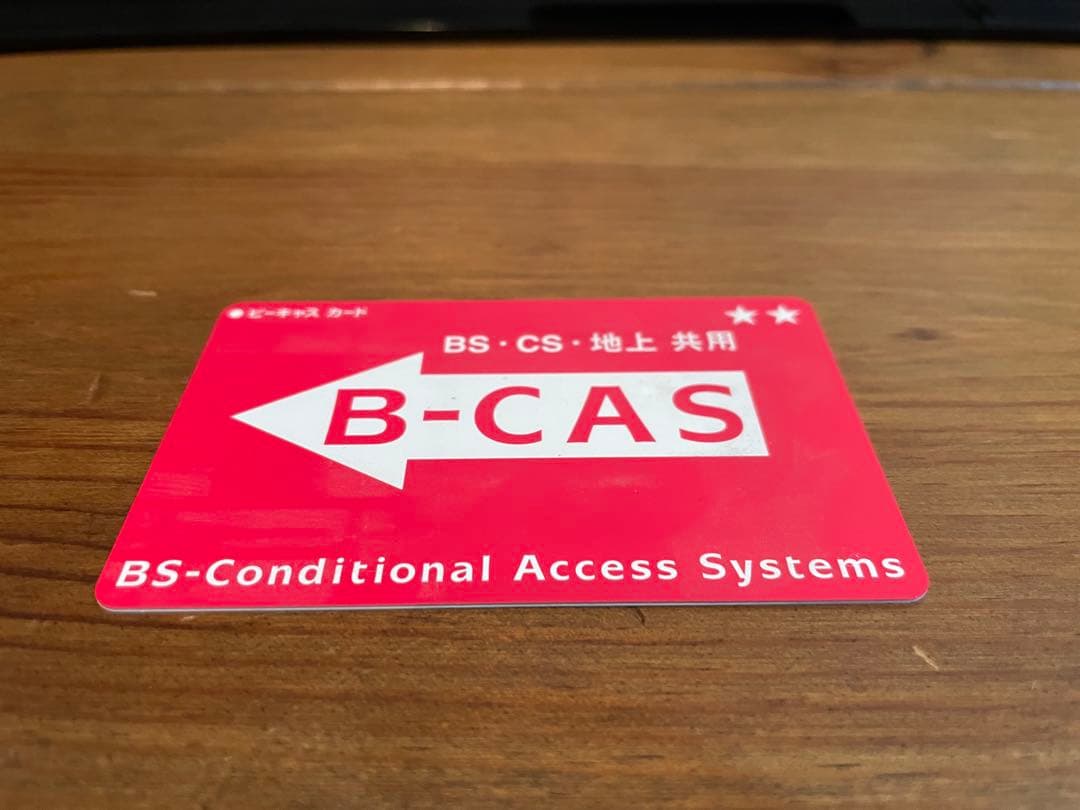 ビーキャス カード
★★
BS・CS・地上 共用
B-CAS
BS-Conditional Access Systems